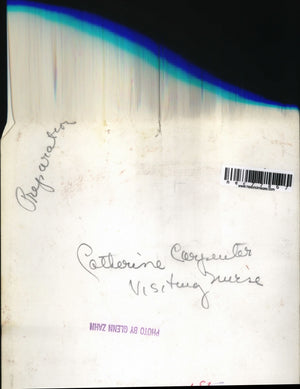 Preparation
Catherine Carpenter
Visiting nurse
PHOTO BY GLENN ZAHN